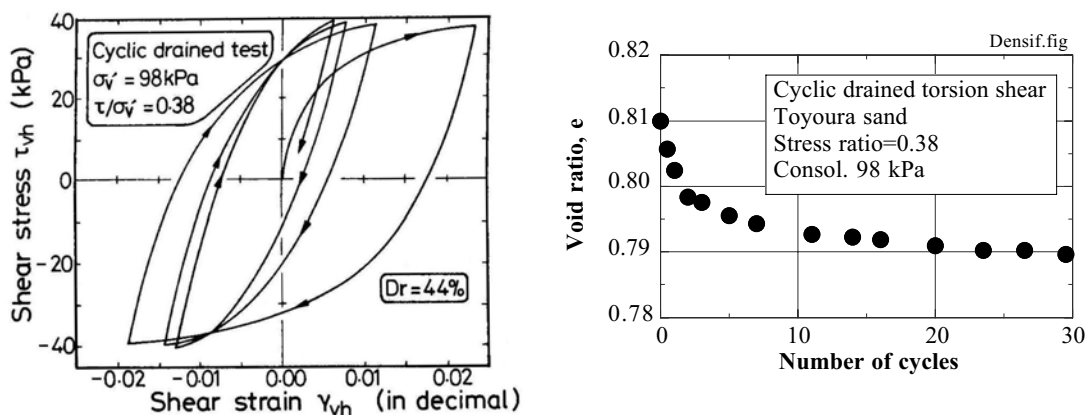 40
20
0
-20
-40
Shear stress τvh (kPa)
Cyclic drained test
σv′ = 98kPa
τ/σv′ = 0.38
Dr=44%
-0.02 -0.01 0.00 0.01 0.02
Shear strain γvh (in decimal)
Densif.fig
0.82
0.81
0.80
0.79
0.78
Void ratio, e
Cyclic drained torsion shear
Toyoura sand
Stress ratio=0.38
Consol. 98 kPa
0 10 20 30
Number of cycles